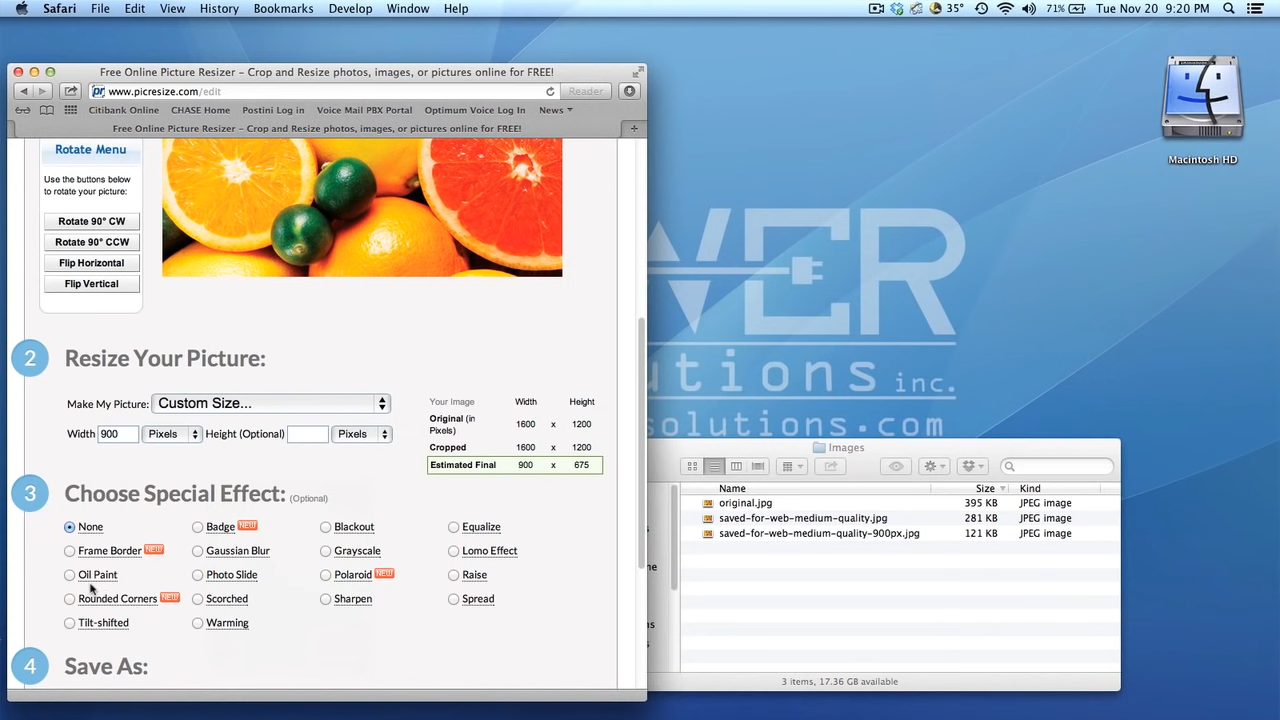 Safari File Edit View History Bookmarks Develop Window Help 35° 71% Tue Nov 20 9:20 PM
Free Online Picture Resizer – Crop and Resize photos, images, or pictures online for FREE!
pr www.picresize.com/edit Reader
Citibank Online CHASE Home Postini Log in Voice Mail PBX Portal Optimum Voice Log In News
Free Online Picture Resizer – Crop and Resize photos, images, or pictures online for FREE!
Macintosh HD
Rotate Menu
Use the buttons below
to rotate your picture:
Rotate 90° CW
Rotate 90° CCW
Flip Horizontal
Flip Vertical
WER
utions inc.
solutions.com
2 Resize Your Picture:
Make My Picture: Custom Size...
Width 900 Pixels Height (Optional) Pixels
Your Image Width Height
Original (in Pixels) 1600 x 1200
Cropped 1600 x 1200
Estimated Final 900 x 675
3 Choose Special Effect: (Optional)
None Badge NEW Blackout Equalize
Frame Border NEW Gaussian Blur Grayscale Lomo Effect
Oil Paint Photo Slide Polaroid NEW Raise
Rounded Corners NEW Scorched Sharpen Spread
Tilt-shifted Warming
4 Save As:
Images
Name Size Kind
original.jpg 395 KB JPEG image
saved-for-web-medium-quality.jpg 281 KB JPEG image
saved-for-web-medium-quality-900px.jpg 121 KB JPEG image
3 items, 17.36 GB available